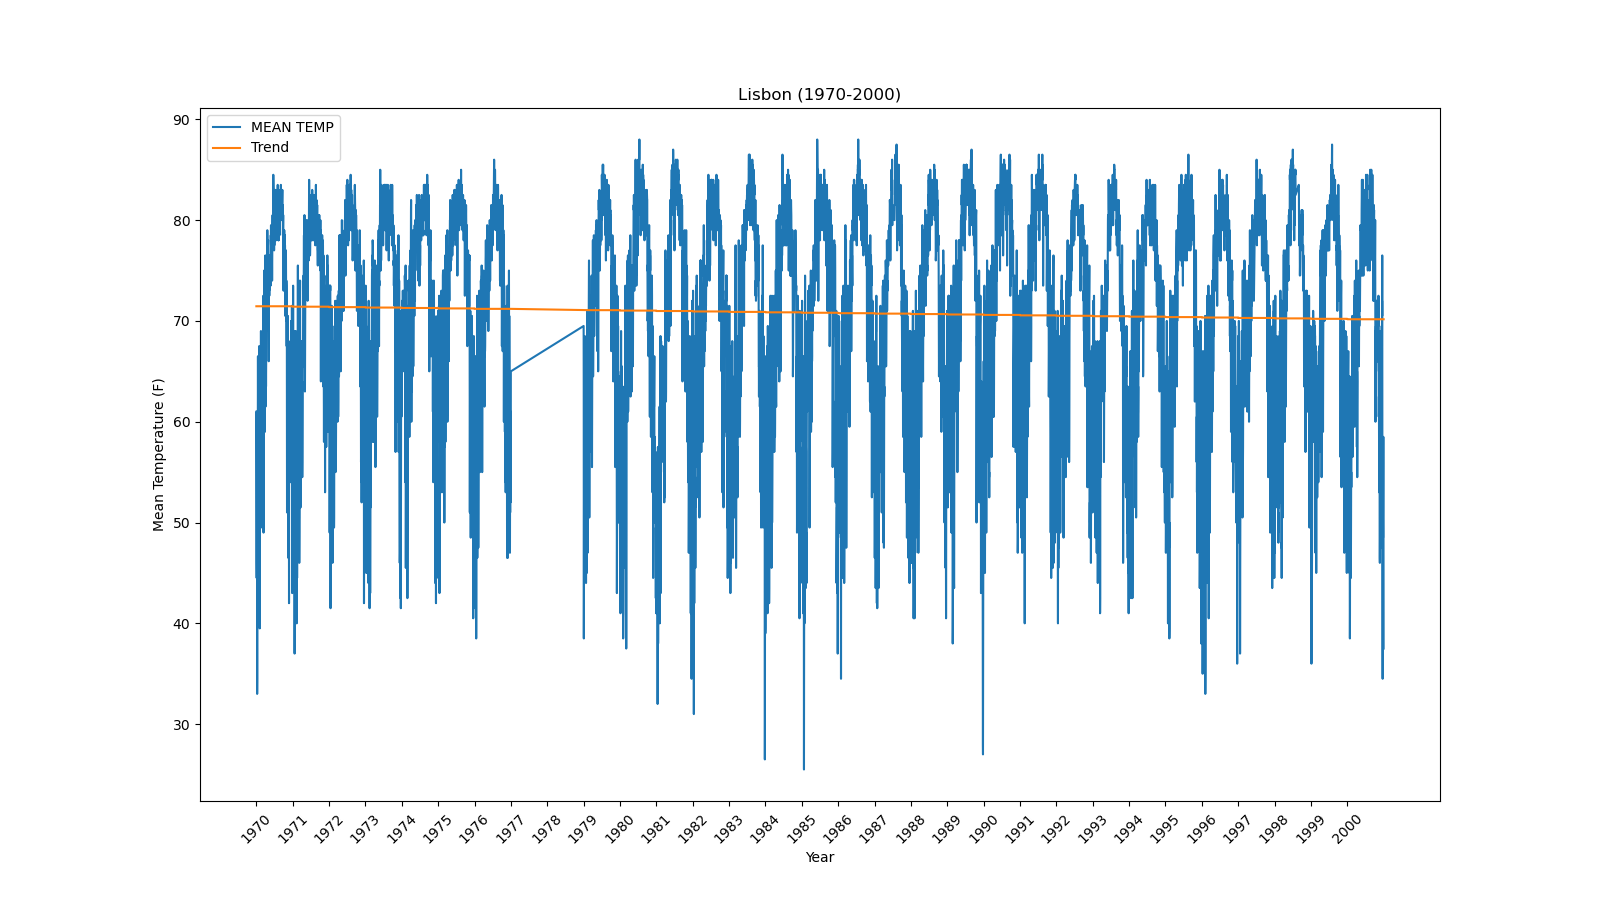 Lisbon (1970-2000)
MEAN TEMP
Trend
90
80
70
60
50
40
30
Mean Temperature (F)
1970 1971 1972 1973 1974 1975 1976 1977 1978 1979 1980 1981 1982 1983 1984 1985 1986 1987 1988 1989 1990 1991 1992 1993 1994 1995 1996 1997 1998 1999 2000
Year